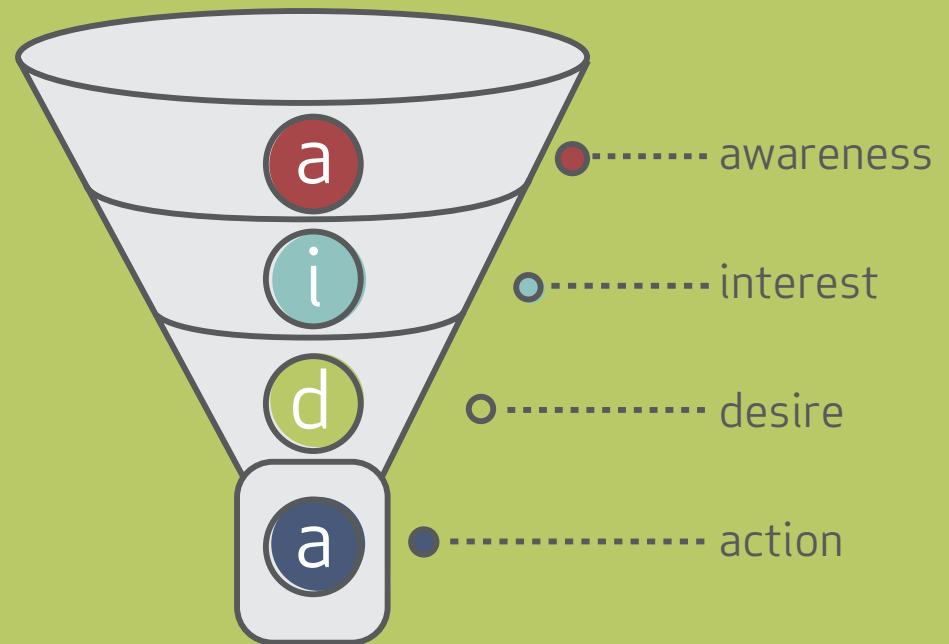 a awareness
i interest
d desire
a action